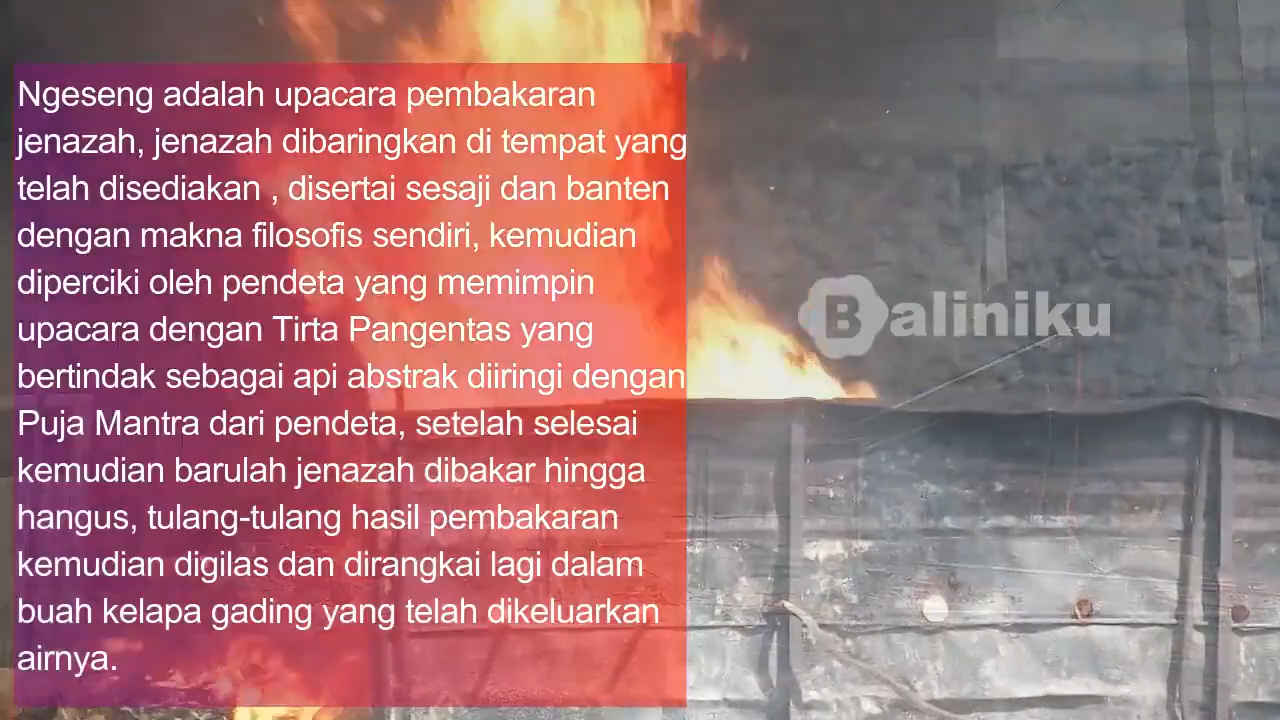 Ngeseng adalah upacara pembakaran
jenazah, jenazah dibaringkan di tempat yang
telah disediakan , disertai sesaji dan banten
dengan makna filosofis sendiri, kemudian
diperciki oleh pendeta yang memimpin
upacara dengan Tirta Pangentas yang
bertindak sebagai api abstrak diiringi dengan
Puja Mantra dari pendeta, setelah selesai
kemudian barulah jenazah dibakar hingga
hangus, tulang-tulang hasil pembakaran
kemudian digilas dan dirangkai lagi dalam
buah kelapa gading yang telah dikeluarkan
airnya.
Baliniku